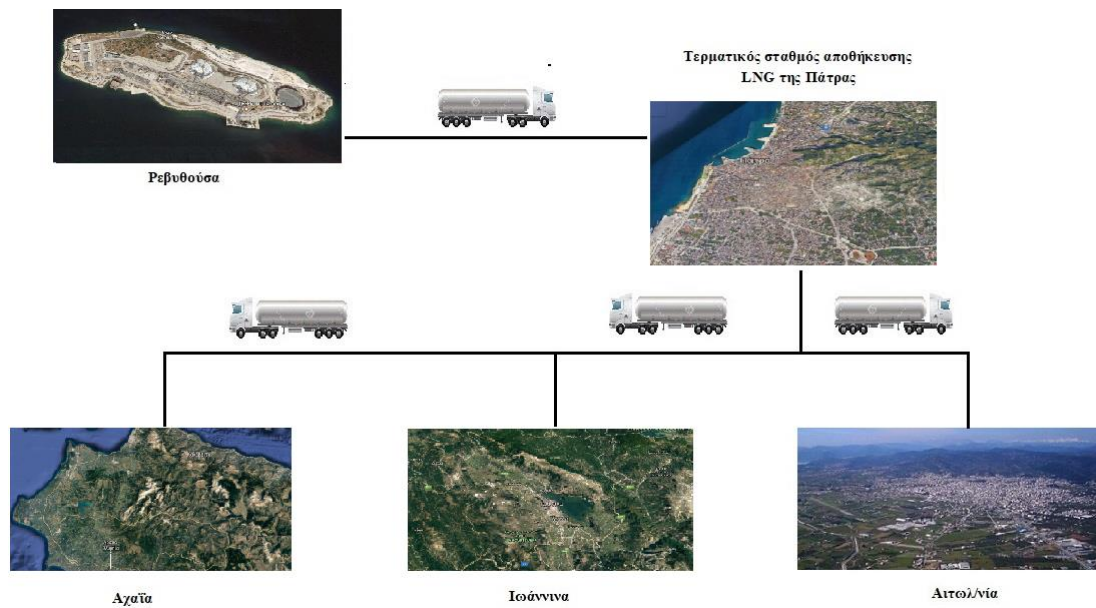 Τερματικός σταθμός αποθήκευσης
LNG της Πάτρας
Ρεβυθούσα
Αχαΐα
Ιωάννινα
Αιτωλ/νία